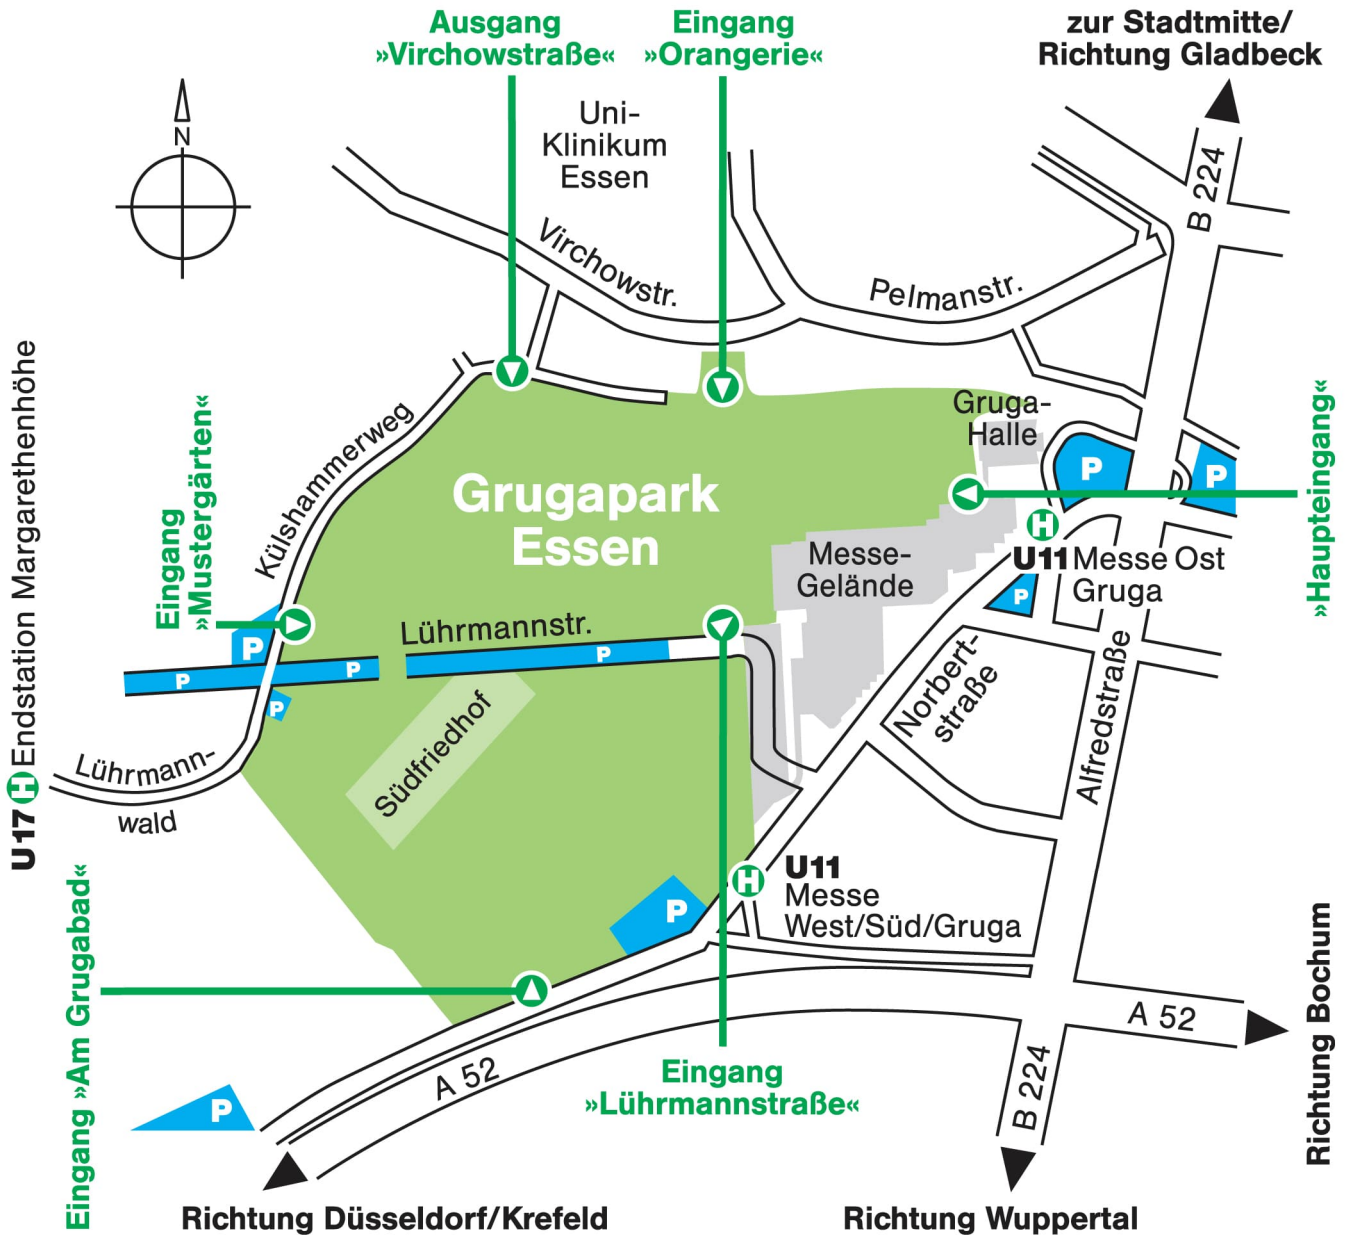 Ausgang
»Virchowstraße«
Eingang
»Orangerie«
zur Stadtmitte/
Richtung Gladbeck
N
Uni-
Klinikum
Essen
B 224
Virchowstr.
Pelmanstr.
Külshammerweg
Gruga-
Halle
P
P
»Haupteingang«
Grugapark
Essen
Eingang
»Mustergärten«
H
U11 Messe Ost
Gruga
Messe-
Gelände
P
Lührmannstr.
P
P
P
P
P
Norbert-
straße
Alfredstraße
Südfriedhof
U17 H Endstation Margarethenhöhe
Lührmann-
wald
H
U11
Messe
West/Süd/Gruga
P
Eingang »Am Grugabad«
A 52
A 52
B 224
Richtung Bochum
Eingang
»Lührmannstraße«
P
Richtung Düsseldorf/Krefeld
Richtung Wuppertal